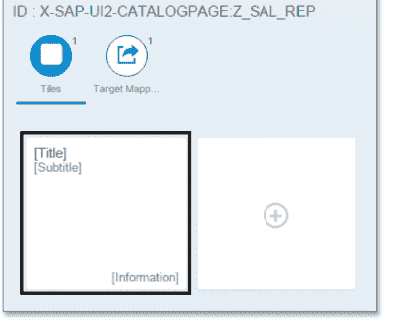 ID : X-SAP-UI2-CATALOGPAGE:Z_SAL_REP
1
1
Tiles
Target Mapp...
[Title]
[Subtitle]
[Information]